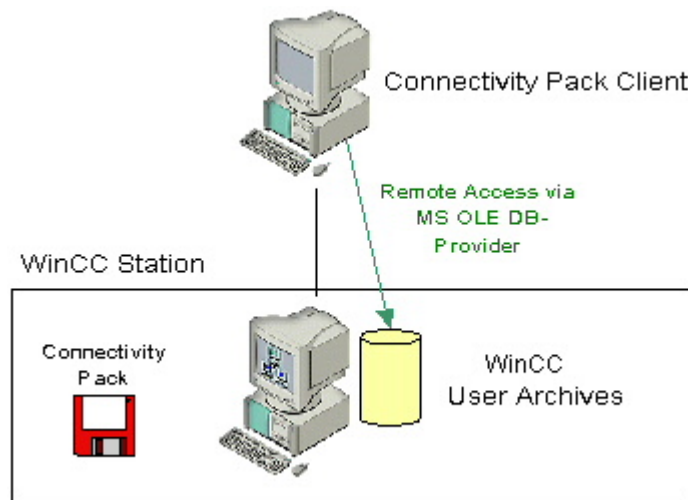 Connectivity Pack Client
Remote Access via
MS OLE DB-
Provider
WinCC Station
Connectivity
Pack
WinCC
User Archives